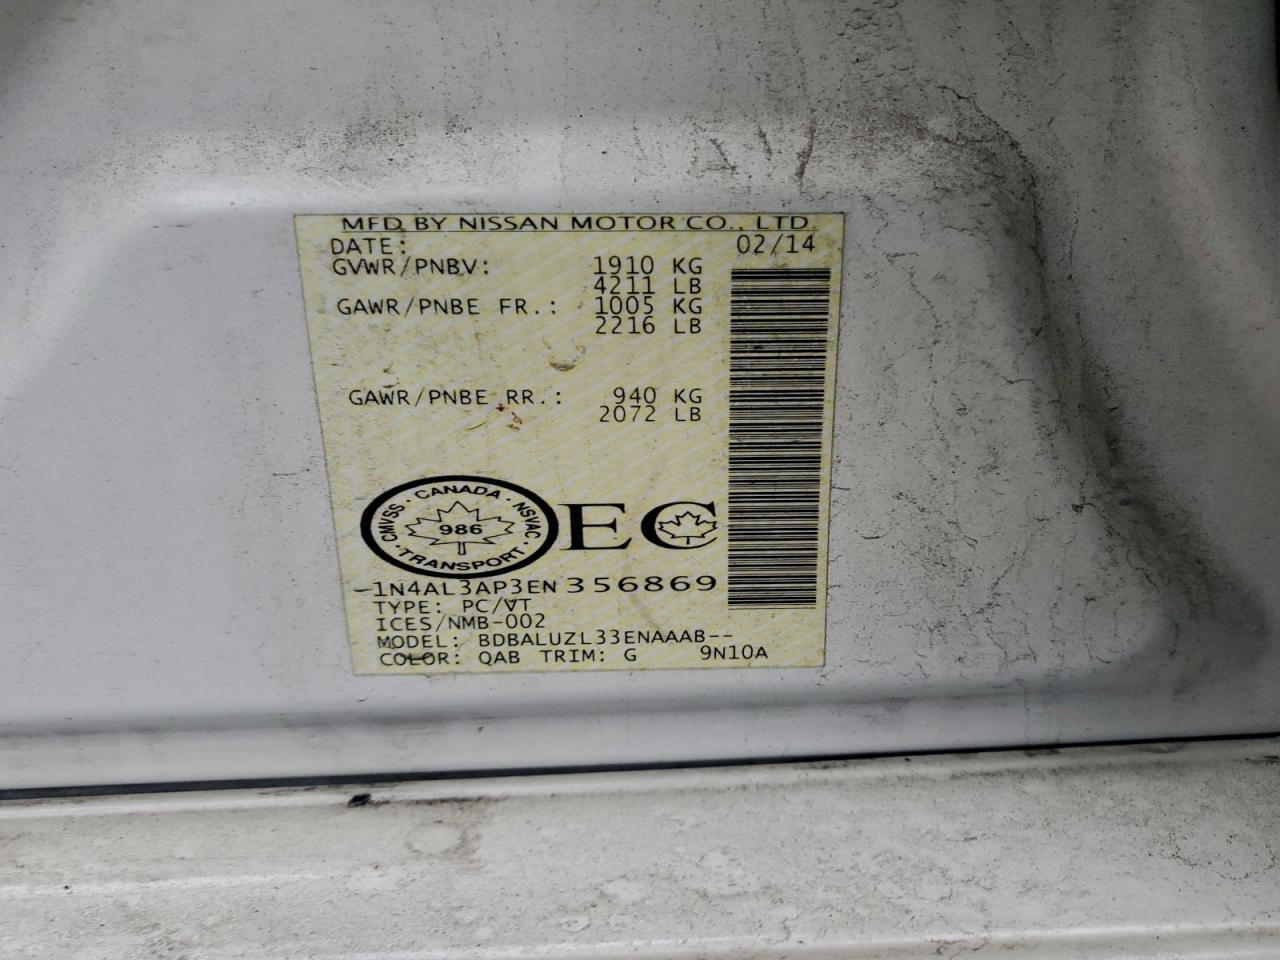 MFD BY NISSAN MOTOR CO., LTD.
DATE: 02/14
GVWR/PNBV: 1910 KG
4211 LB
GAWR/PNBE FR.: 1005 KG
2216 LB
GAWR/PNBE RR.: 940 KG
2072 LB
CANADA · NSVAC · TRANSPORT · CMVSS ·
986
EC
-1N4AL3AP3EN356869
TYPE: PC/VT
ICES/NMB-002
MODEL: BDBALUZL33ENAAAB--
COLOR: QAB TRIM: G 9N10A